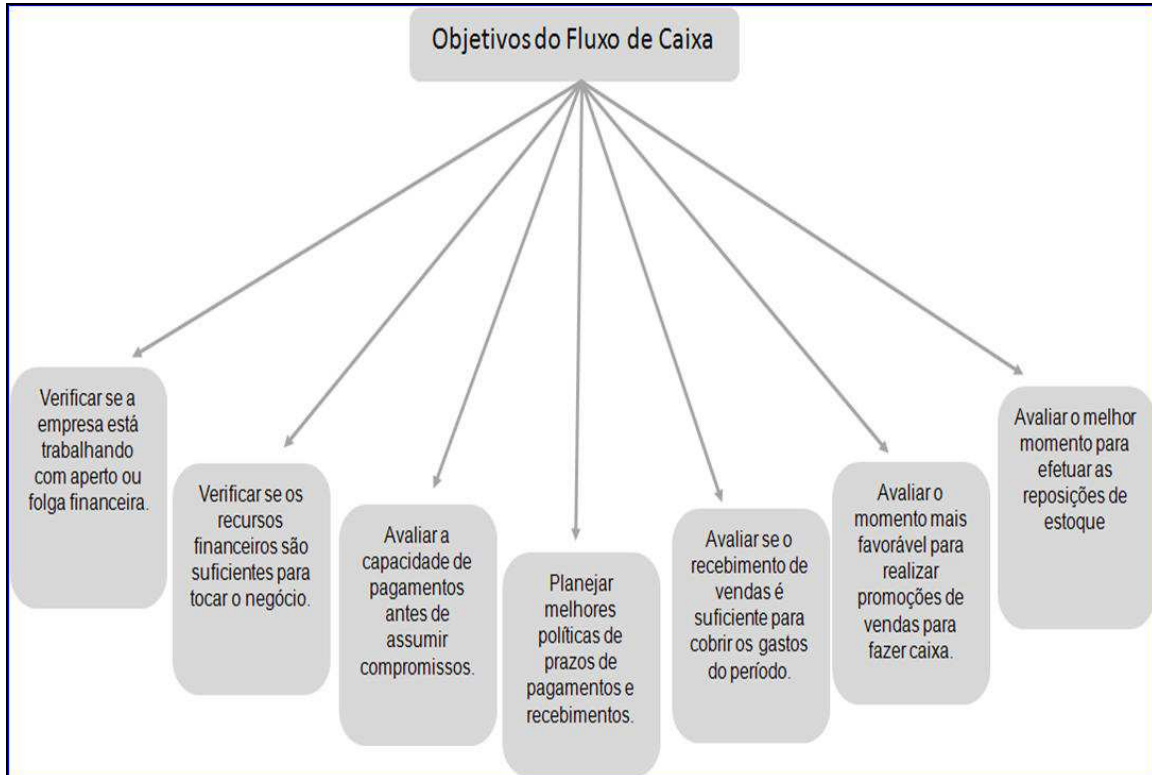 Objetivos do Fluxo de Caixa
Verificar se a
empresa está
trabalhando
com aperto ou
folga financeira.
Verificar se os
recursos
financeiros são
suficientes para
tocar o negócio.
Avaliar a
capacidade de
pagamentos
antes de
assumir
compromissos.
Planejar
melhores
políticas de
prazos de
pagamentos e
recebimentos.
Avaliar se o
recebimento de
vendas é
suficiente para
cobrir os gastos
do período.
Avaliar o
momento mais
favorável para
realizar
promoções de
vendas para
fazer caixa.
Avaliar o melhor
momento para
efetuar as
reposições de
estoque